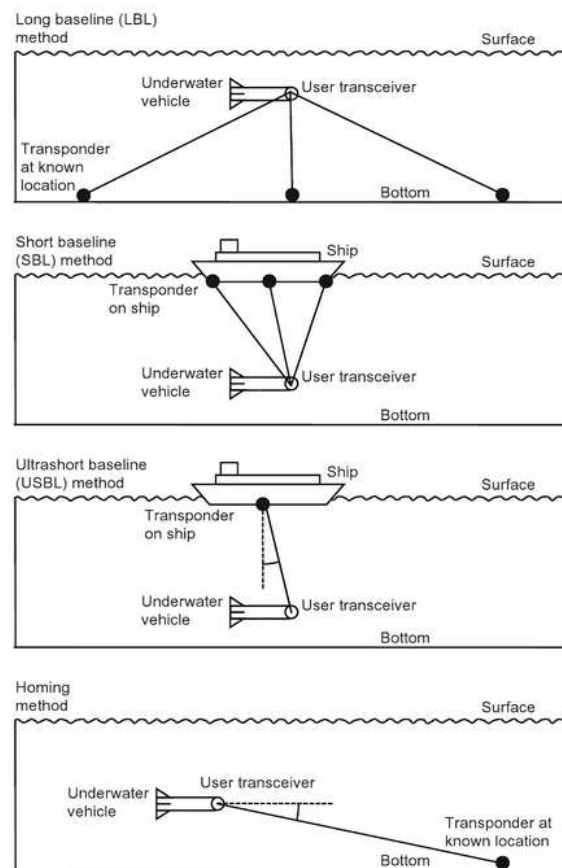 Long baseline (LBL)
method
Surface
Underwater
vehicle
User transceiver
Transponder
at known
location
Bottom
Short baseline
(SBL) method
Ship
Surface
Transponder
on ship
Underwater
vehicle
User transceiver
Bottom
Ultrashort baseline
(USBL) method
Ship
Surface
Transponder
on ship
Underwater
vehicle
User transceiver
Bottom
Homing
method
Surface
User transceiver
Underwater
vehicle
Transponder at
known location
Bottom